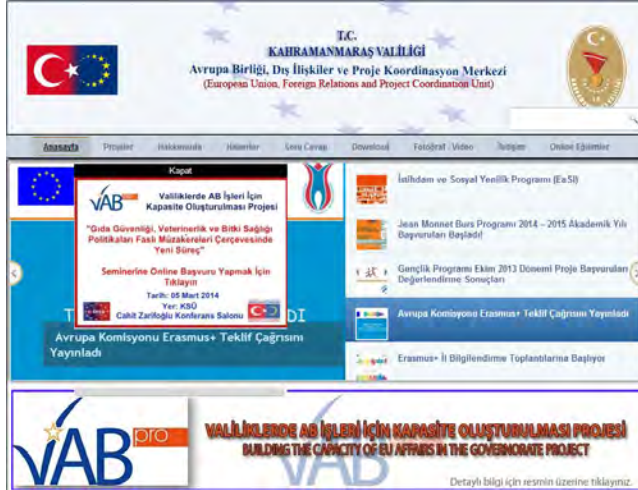 T.C.
KAHRAMANMARAŞ VALİLİĞİ
Avrupa Birliği, Dış İlişkiler ve Proje Koordinasyon Merkezi
(European Union, Foreign Relations and Project Coordination Unit)
Anasayfa Projeler Hakkımızda Haberler Soru Cevap Download Fotoğraf - Video İletişim Online Eğitimler
Kapat
VAB pro
Valiliklerde AB İşleri İçin
Kapasite Oluşturulması Projesi
"Gıda Güvenliği, Veterinerlik ve Bitki Sağlığı
Politikaları Faslı Müzakereleri Çerçevesinde
Yeni Süreç"
Seminerine Online Başvuru Yapmak İçin
Tıklayın
Tarih: 05 Mart 2014
Yer: KSÜ
Cahit Zarifoğlu Konferans Salonu
T
DI
Avrupa Komisyonu Erasmus+ Teklif Çağrısını
Yayınladı
İstihdam ve Sosyal Yenilik Programı (EaSI)
Jean Monnet Burs Programı 2014 – 2015 Akademik Yılı
Başvuruları Başladı!
Gençlik Programı Ekim 2013 Dönemi Proje Başvuruları
Değerlendirme Sonuçları
Avrupa Komisyonu Erasmus+ Teklif Çağrısını Yayınladı
Erasmus+ İl Bilgilendirme Toplantılarına Başlıyor
VAB pro
VALİLİKLERDE AB İŞLERİ İÇİN KAPASİTE OLUŞTURULMASI PROJESİ
BUILDING THE CAPACITY OF EU AFFAIRS IN THE GOVERNORATE PROJECT
Detaylı bilgi için resmin üzerine tıklayınız.